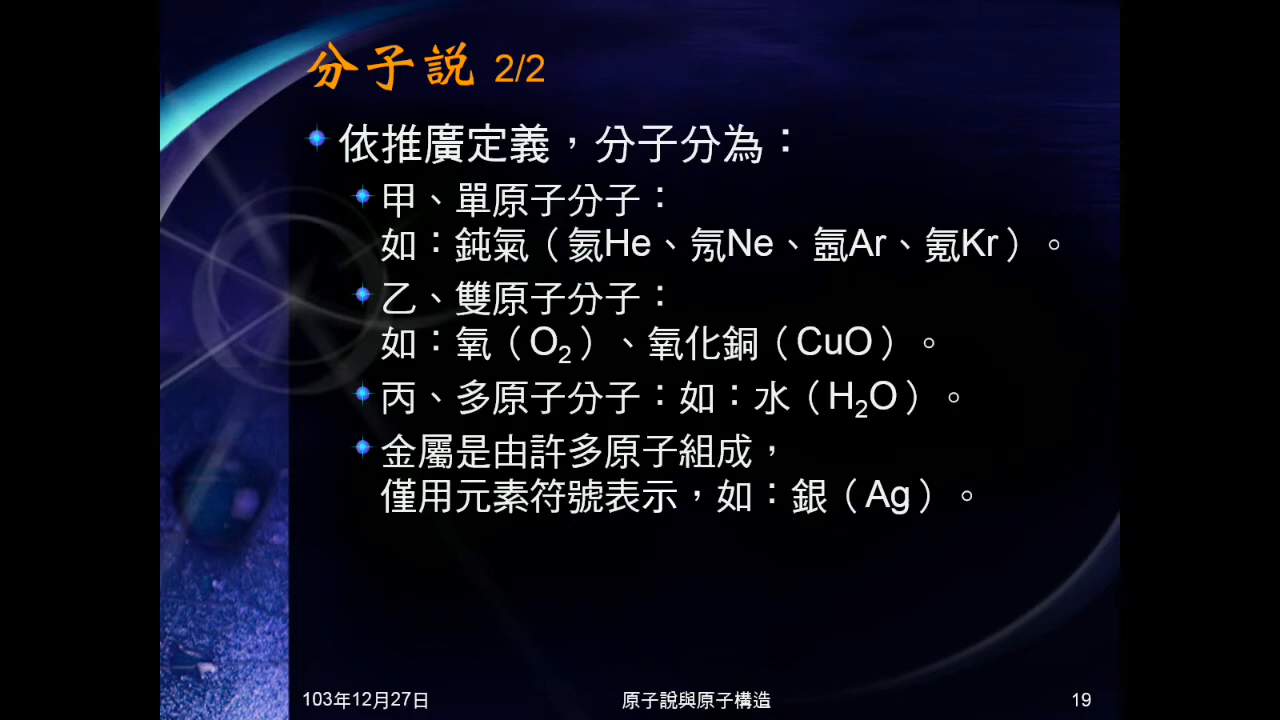 分子說 2/2
依推廣定義，分子分為：
甲、單原子分子：
如：鈍氣（氦He、氖Ne、氬Ar、氪Kr）。
乙、雙原子分子：
如：氧（O₂）、氧化銅（CuO）。
丙、多原子分子：如：水（H₂O）。
金屬是由許多原子組成，
僅用元素符號表示，如：銀（Ag）。
103年12月27日
原子說與原子構造
19